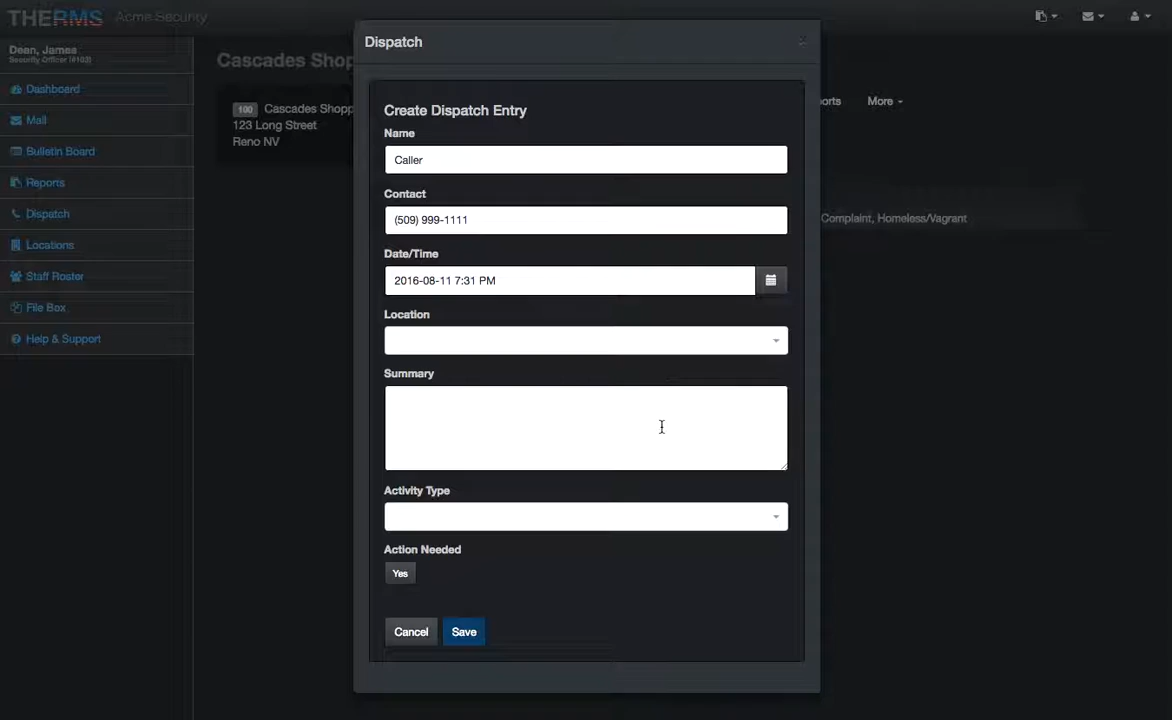 THERMS Acme Security
Dean, James
Security Officer (#103)
Dashboard
Mail
Bulletin Board
Reports
Dispatch
Locations
Staff Roster
File Box
Help & Support
Cascades Shop
100 Cascades Shopp
123 Long Street
Reno NV
orts
More
Complaint, Homeless/Vagrant
Dispatch
×
Create Dispatch Entry
Name
Caller
Contact
(509) 999-1111
Date/Time
2016-08-11 7:31 PM
Location
Summary
Activity Type
Action Needed
Yes
Cancel
Save